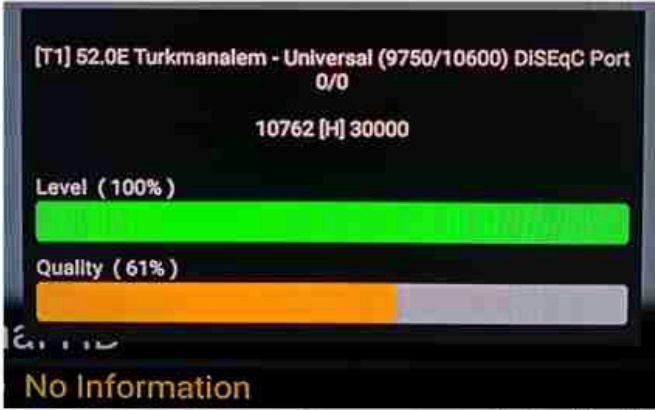 [T1] 52.0E Turkmanalem - Universal (9750/10600) DiSEqC Port
0/0
10762 [H] 30000
Level (100%)
Quality (61%)
No Information